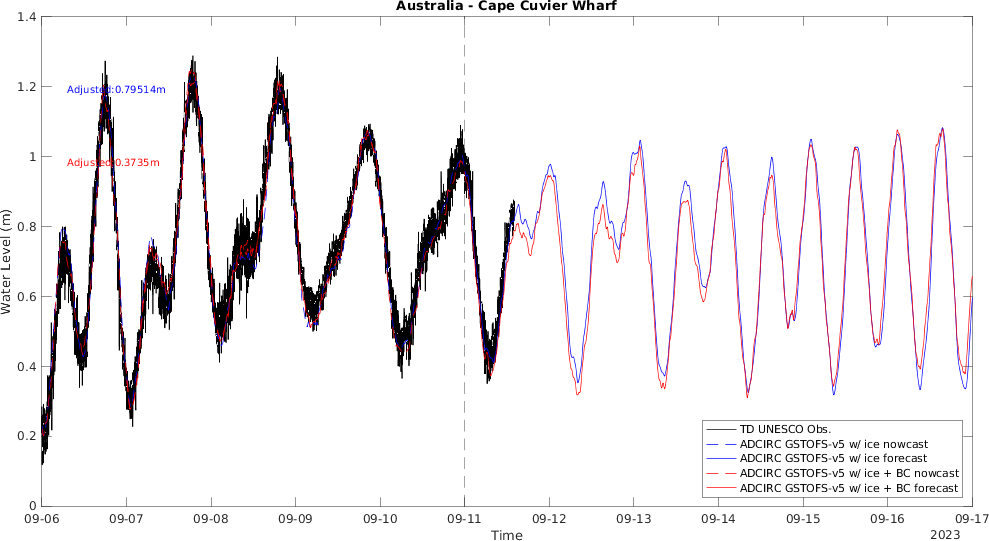 Australia - Cape Cuvier Wharf
1.4
1.2
1
0.8
0.6
0.4
0.2
0
Water Level (m)
Adjusted:0.79514m
Adjusted:0.3735m
TD UNESCO Obs.
ADCIRC GSTOFS-v5 w/ ice nowcast
ADCIRC GSTOFS-v5 w/ ice forecast
ADCIRC GSTOFS-v5 w/ ice + BC nowcast
ADCIRC GSTOFS-v5 w/ ice + BC forecast
09-06 09-07 09-08 09-09 09-10 09-11 09-12 09-13 09-14 09-15 09-16 09-17
Time
2023